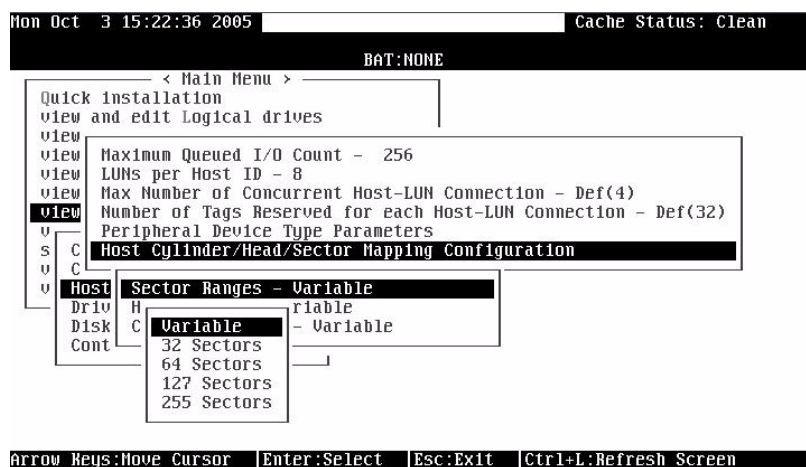 Mon Oct 3 15:22:36 2005 Cache Status: Clean
BAT:NONE
< Main Menu >
Quick installation
view and edit Logical drives
view
view Maximum Queued I/O Count - 256
view LUNs per Host ID - 8
view Max Number of Concurrent Host-LUN Connection - Def(4)
view Number of Tags Reserved for each Host-LUN Connection - Def(32)
v Peripheral Device Type Parameters
s C Host Cylinder/Head/Sector Mapping Configuration
v C
v Host Sector Ranges - Variable
Driv H riable
Disk C Variable - Variable
Cont 32 Sectors
64 Sectors
127 Sectors
255 Sectors
Arrow Keys:Move Cursor |Enter:Select |Esc:Exit |Ctrl+L:Refresh Screen